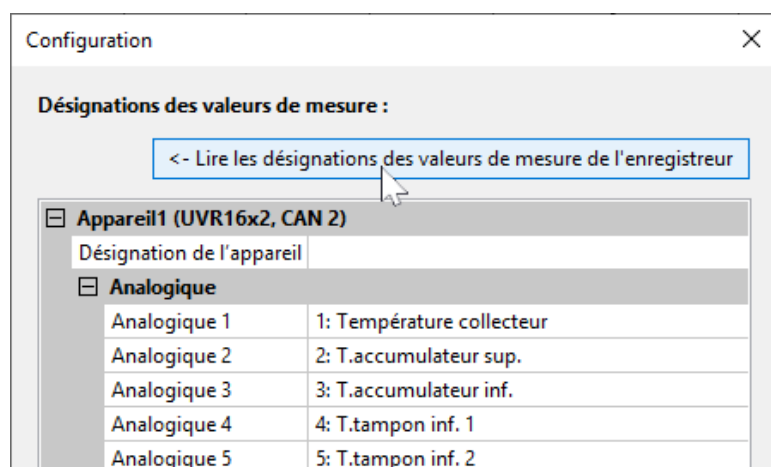 Configuration
Désignations des valeurs de mesure :
<- Lire les désignations des valeurs de mesure de l'enregistreur
Appareil1 (UVR16x2, CAN 2)
Désignation de l'appareil
Analogique
Analogique 1 1: Température collecteur
Analogique 2 2: T.accumulateur sup.
Analogique 3 3: T.accumulateur inf.
Analogique 4 4: T.tampon inf. 1
Analogique 5 5: T.tampon inf. 2